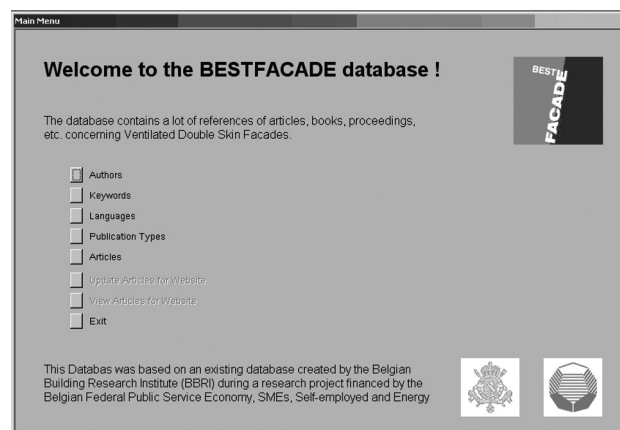 Main Menu
Welcome to the BESTFACADE database !
BEST
FACADE
The database contains a lot of references of articles, books, proceedings,
etc. concerning Ventilated Double Skin Facades.
Authors
Keywords
Languages
Publication Types
Articles
Update Articles for Website
View Articles for Website
Exit
This Databas was based on an existing database created by the Belgian
Building Research Institute (BBRI) during a research project financed by the
Belgian Federal Public Service Economy, SMEs, Self-employed and Energy